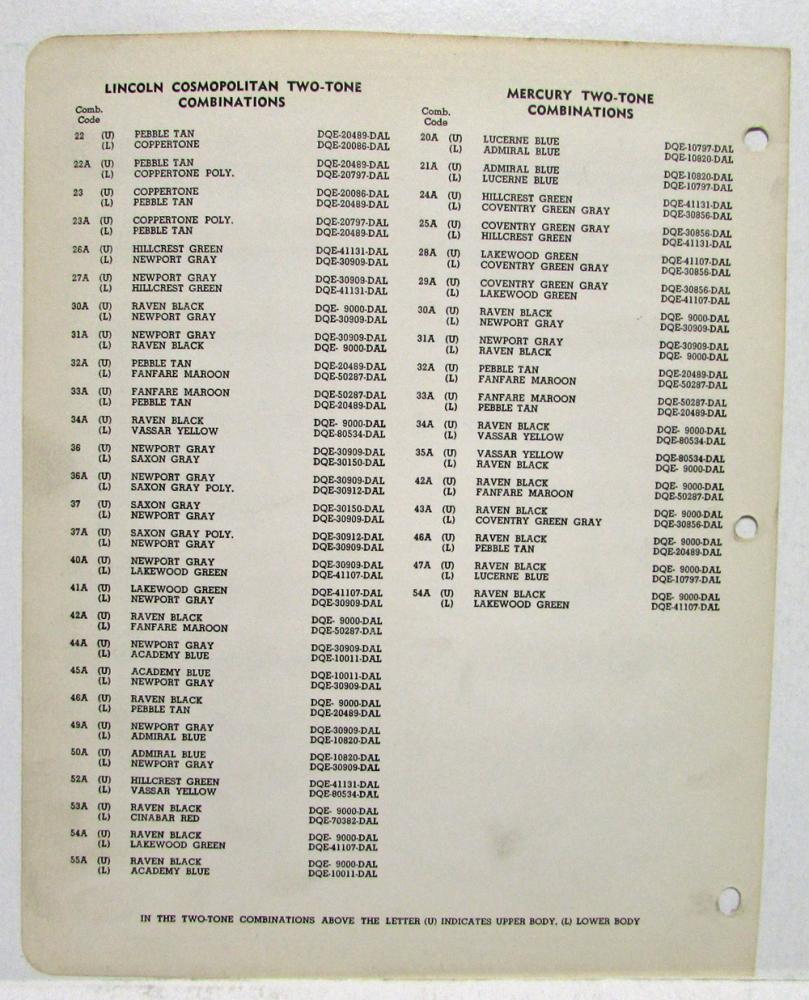 LINCOLN COSMOPOLITAN TWO-TONE
COMBINATIONS
Comb.
Code
22 (U) PEBBLE TAN DQE-20489-DAL
(L) COPPERTONE DQE-20086-DAL
22A (U) PEBBLE TAN DQE-20489-DAL
(L) COPPERTONE POLY. DQE-20797-DAL
23 (U) COPPERTONE DQE-20086-DAL
(L) PEBBLE TAN DQE-20489-DAL
23A (U) COPPERTONE POLY. DQE-20797-DAL
(L) PEBBLE TAN DQE-20489-DAL
26A (U) HILLCREST GREEN DQE-41131-DAL
(L) NEWPORT GRAY DQE-30909-DAL
27A (U) NEWPORT GRAY DQE-30909-DAL
(L) HILLCREST GREEN DQE-41131-DAL
30A (U) RAVEN BLACK DQE- 9000-DAL
(L) NEWPORT GRAY DQE-30909-DAL
31A (U) NEWPORT GRAY DQE-30909-DAL
(L) RAVEN BLACK DQE- 9000-DAL
32A (U) PEBBLE TAN DQE-20489-DAL
(L) FANFARE MAROON DQE-50287-DAL
33A (U) FANFARE MAROON DQE-50287-DAL
(L) PEBBLE TAN DQE-20489-DAL
34A (U) RAVEN BLACK DQE- 9000-DAL
(L) VASSAR YELLOW DQE-80534-DAL
36 (U) NEWPORT GRAY DQE-30909-DAL
(L) SAXON GRAY DQE-30150-DAL
36A (U) NEWPORT GRAY DQE-30909-DAL
(L) SAXON GRAY POLY. DQE-30912-DAL
37 (U) SAXON GRAY DQE-30150-DAL
(L) NEWPORT GRAY DQE-30909-DAL
37A (U) SAXON GRAY POLY. DQE-30912-DAL
(L) NEWPORT GRAY DQE-30909-DAL
40A (U) NEWPORT GRAY DQE-30909-DAL
(L) LAKEWOOD GREEN DQE-41107-DAL
41A (U) LAKEWOOD GREEN DQE-41107-DAL
(L) NEWPORT GRAY DQE-30909-DAL
42A (U) RAVEN BLACK DQE- 9000-DAL
(L) FANFARE MAROON DQE-50287-DAL
44A (U) NEWPORT GRAY DQE-30909-DAL
(L) ACADEMY BLUE DQE-10011-DAL
45A (U) ACADEMY BLUE DQE-10011-DAL
(L) NEWPORT GRAY DQE-30909-DAL
46A (U) RAVEN BLACK DQE- 9000-DAL
(L) PEBBLE TAN DQE-20489-DAL
49A (U) NEWPORT GRAY DQE-30909-DAL
(L) ADMIRAL BLUE DQE-10820-DAL
50A (U) ADMIRAL BLUE DQE-10820-DAL
(L) NEWPORT GRAY DQE-30909-DAL
52A (U) HILLCREST GREEN DQE-41131-DAL
(L) VASSAR YELLOW DQE-80534-DAL
53A (U) RAVEN BLACK DQE- 9000-DAL
(L) CINABAR RED DQE-70382-DAL
54A (U) RAVEN BLACK DQE- 9000-DAL
(L) LAKEWOOD GREEN DQE-41107-DAL
55A (U) RAVEN BLACK DQE- 9000-DAL
(L) ACADEMY BLUE DQE-10011-DAL
MERCURY TWO-TONE
COMBINATIONS
Comb.
Code
20A (U) LUCERNE BLUE DQE-10797-DAL
(L) ADMIRAL BLUE DQE-10820-DAL
21A (U) ADMIRAL BLUE DQE-10820-DAL
(L) LUCERNE BLUE DQE-10797-DAL
24A (U) HILLCREST GREEN DQE-41131-DAL
(L) COVENTRY GREEN GRAY DQE-30856-DAL
25A (U) COVENTRY GREEN GRAY DQE-30856-DAL
(L) HILLCREST GREEN DQE-41131-DAL
28A (U) LAKEWOOD GREEN DQE-41107-DAL
(L) COVENTRY GREEN GRAY DQE-30856-DAL
29A (U) COVENTRY GREEN GRAY DQE-30856-DAL
(L) LAKEWOOD GREEN DQE-41107-DAL
30A (U) RAVEN BLACK DQE- 9000-DAL
(L) NEWPORT GRAY DQE-30909-DAL
31A (U) NEWPORT GRAY DQE-30909-DAL
(L) RAVEN BLACK DQE- 9000-DAL
32A (U) PEBBLE TAN DQE-20489-DAL
(L) FANFARE MAROON DQE-50287-DAL
33A (U) FANFARE MAROON DQE-50287-DAL
(L) PEBBLE TAN DQE-20489-DAL
34A (U) RAVEN BLACK DQE- 9000-DAL
(L) VASSAR YELLOW DQE-80534-DAL
35A (U) VASSAR YELLOW DQE-80534-DAL
(L) RAVEN BLACK DQE- 9000-DAL
42A (U) RAVEN BLACK DQE- 9000-DAL
(L) FANFARE MAROON DQE-50287-DAL
43A (U) RAVEN BLACK DQE- 9000-DAL
(L) COVENTRY GREEN GRAY DQE-30856-DAL
46A (U) RAVEN BLACK DQE- 9000-DAL
(L) PEBBLE TAN DQE-20489-DAL
47A (U) RAVEN BLACK DQE- 9000-DAL
(L) LUCERNE BLUE DQE-10797-DAL
54A (U) RAVEN BLACK DQE- 9000-DAL
(L) LAKEWOOD GREEN DQE-41107-DAL
IN THE TWO-TONE COMBINATIONS ABOVE THE LETTER (U) INDICATES UPPER BODY, (L) LOWER BODY